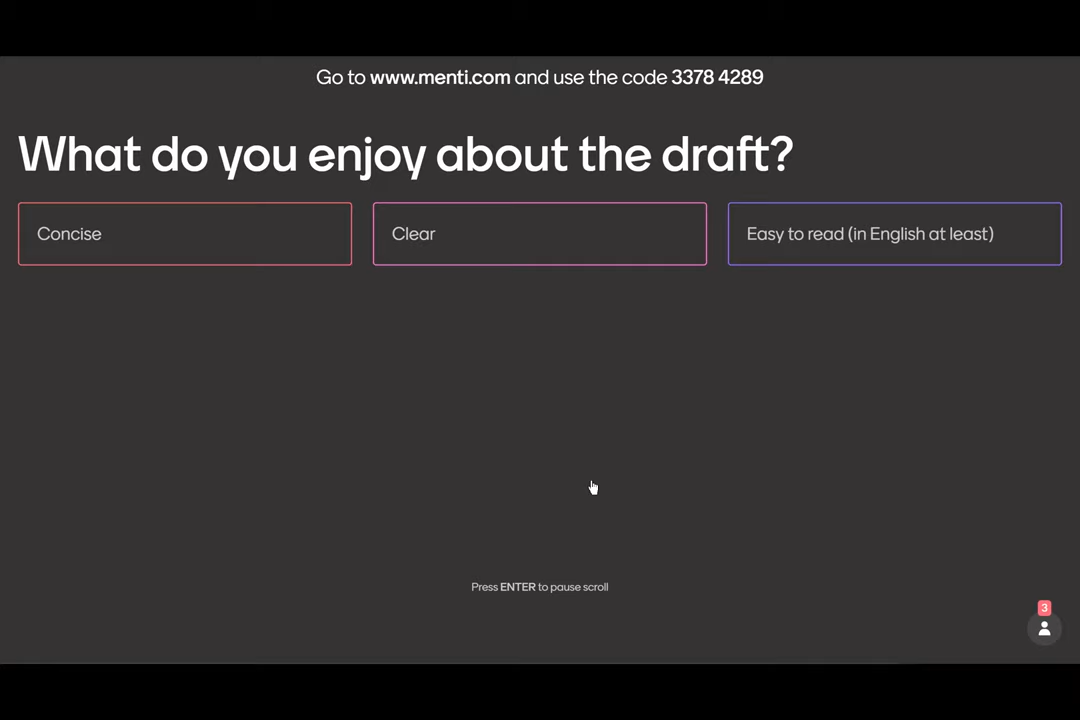 Go to www.menti.com and use the code 3378 4289
What do you enjoy about the draft?
Concise
Clear
Easy to read (in English at least)
Press ENTER to pause scroll
3